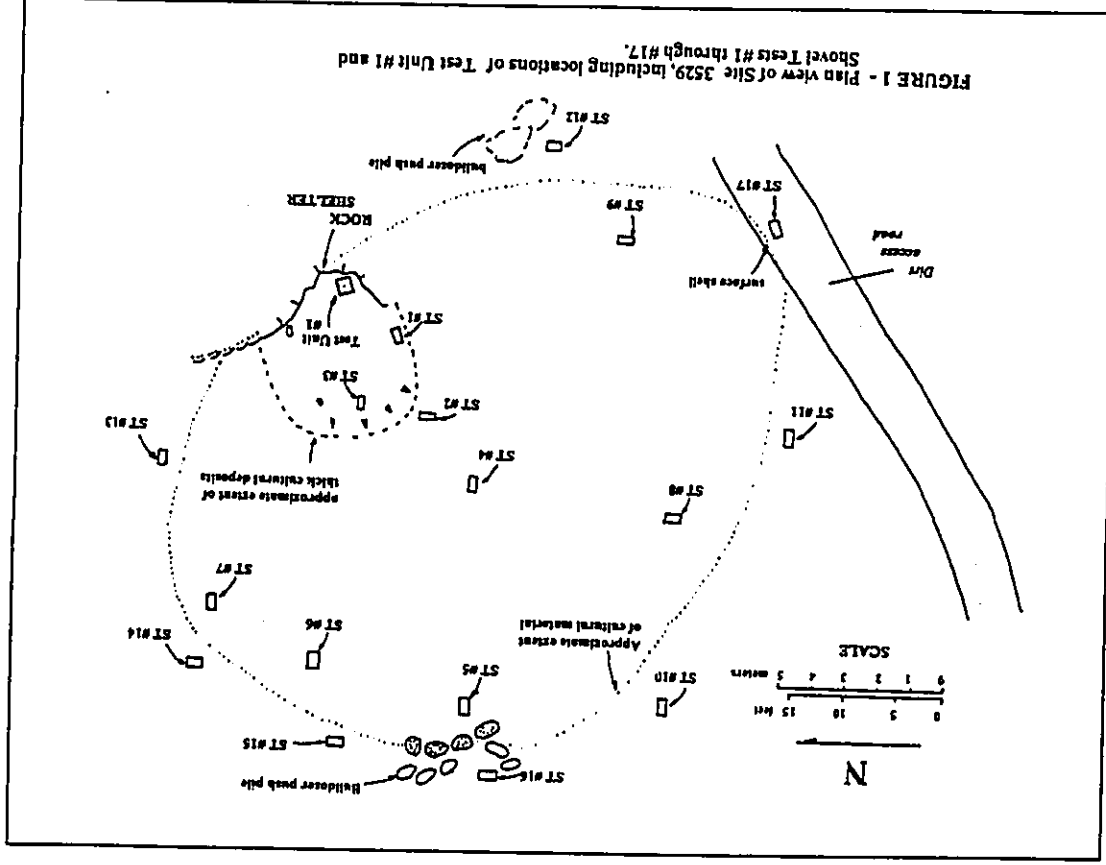 N
ST #16
Bulldozer push pile
ST #15
0 5 10 15 feet
0 1 2 3 4 5 meters
SCALE
ST #10
ST #5
Approximate extent
of cultural material
ST #6
ST #14
ST #7
ST #8
approximate extent of
thick cultural deposits
ST #4
ST #11
ST #13
ST #2
ST #3
Test Unit
#1
ST #1
Dirt
access
road
surface shell
ST #9
ROCK
SHELTER
ST #17
bulldozer push pile
ST #12
FIGURE 1 - Plan view of Site 3529, including locations of Test Unit #1 and
Shovel Tests #1 through #17.